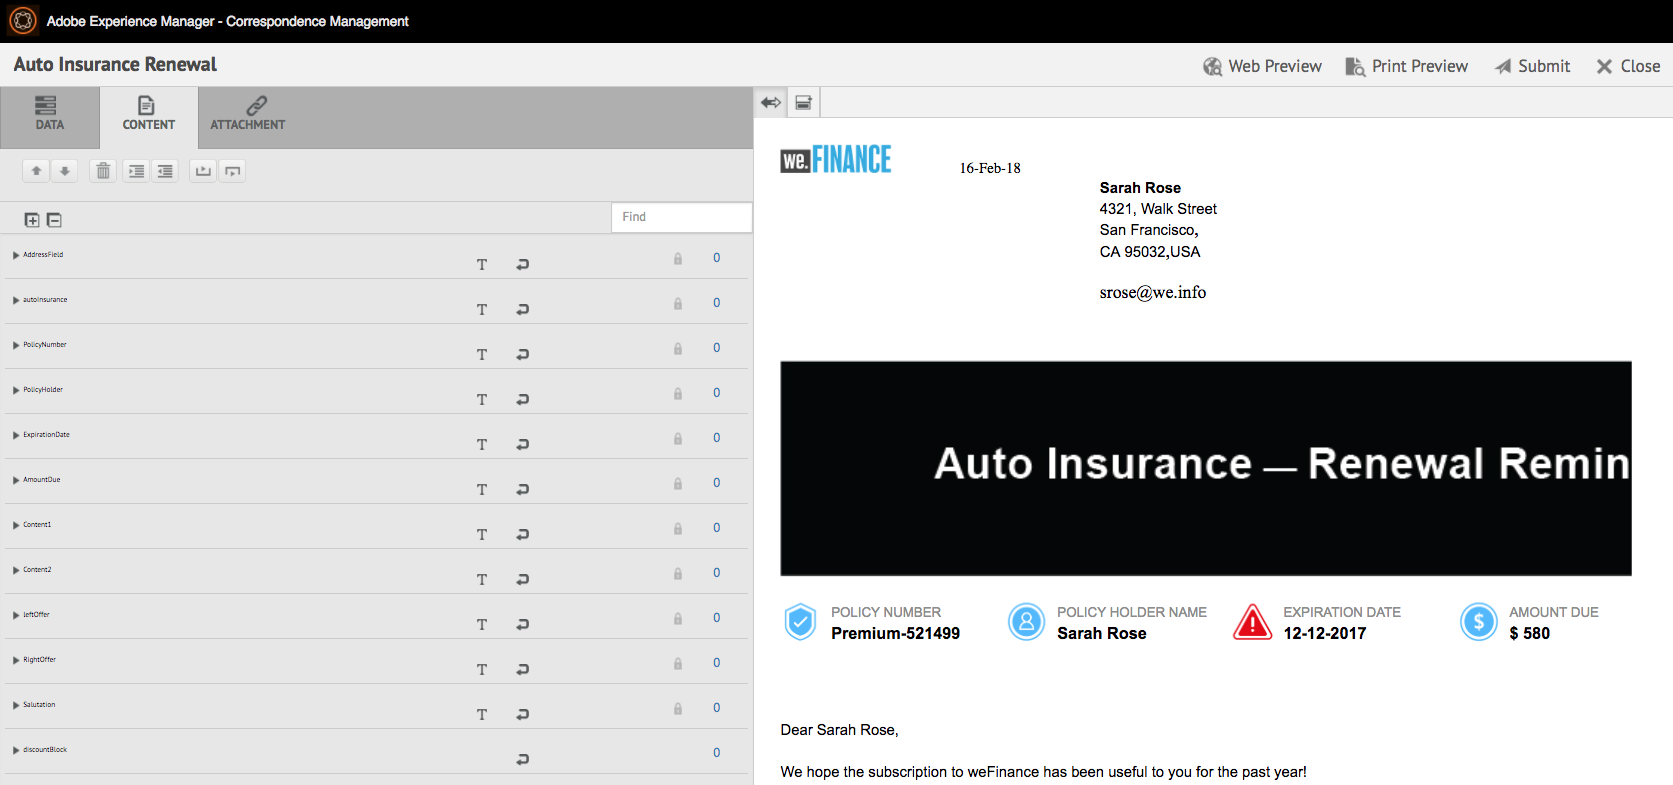 Adobe Experience Manager - Correspondence Management
Auto Insurance Renewal
Web Preview
Print Preview
Submit
Close
DATA
CONTENT
ATTACHMENT
Find
AddressField
T
0
autoInsurance
T
0
PolicyNumber
T
0
PolicyHolder
T
0
ExpirationDate
T
0
AmountDue
T
0
Content1
T
0
Content2
T
0
leftOffer
T
0
RightOffer
T
0
Salutation
T
0
discountBlock
0
we.FINANCE
16-Feb-18
Sarah Rose
4321, Walk Street
San Francisco,
CA 95032,USA
srose@we.info
Auto Insurance — Renewal Remin
POLICY NUMBER
Premium-521499
POLICY HOLDER NAME
Sarah Rose
EXPIRATION DATE
12-12-2017
$
AMOUNT DUE
$ 580
Dear Sarah Rose,
We hope the subscription to weFinance has been useful to you for the past year!